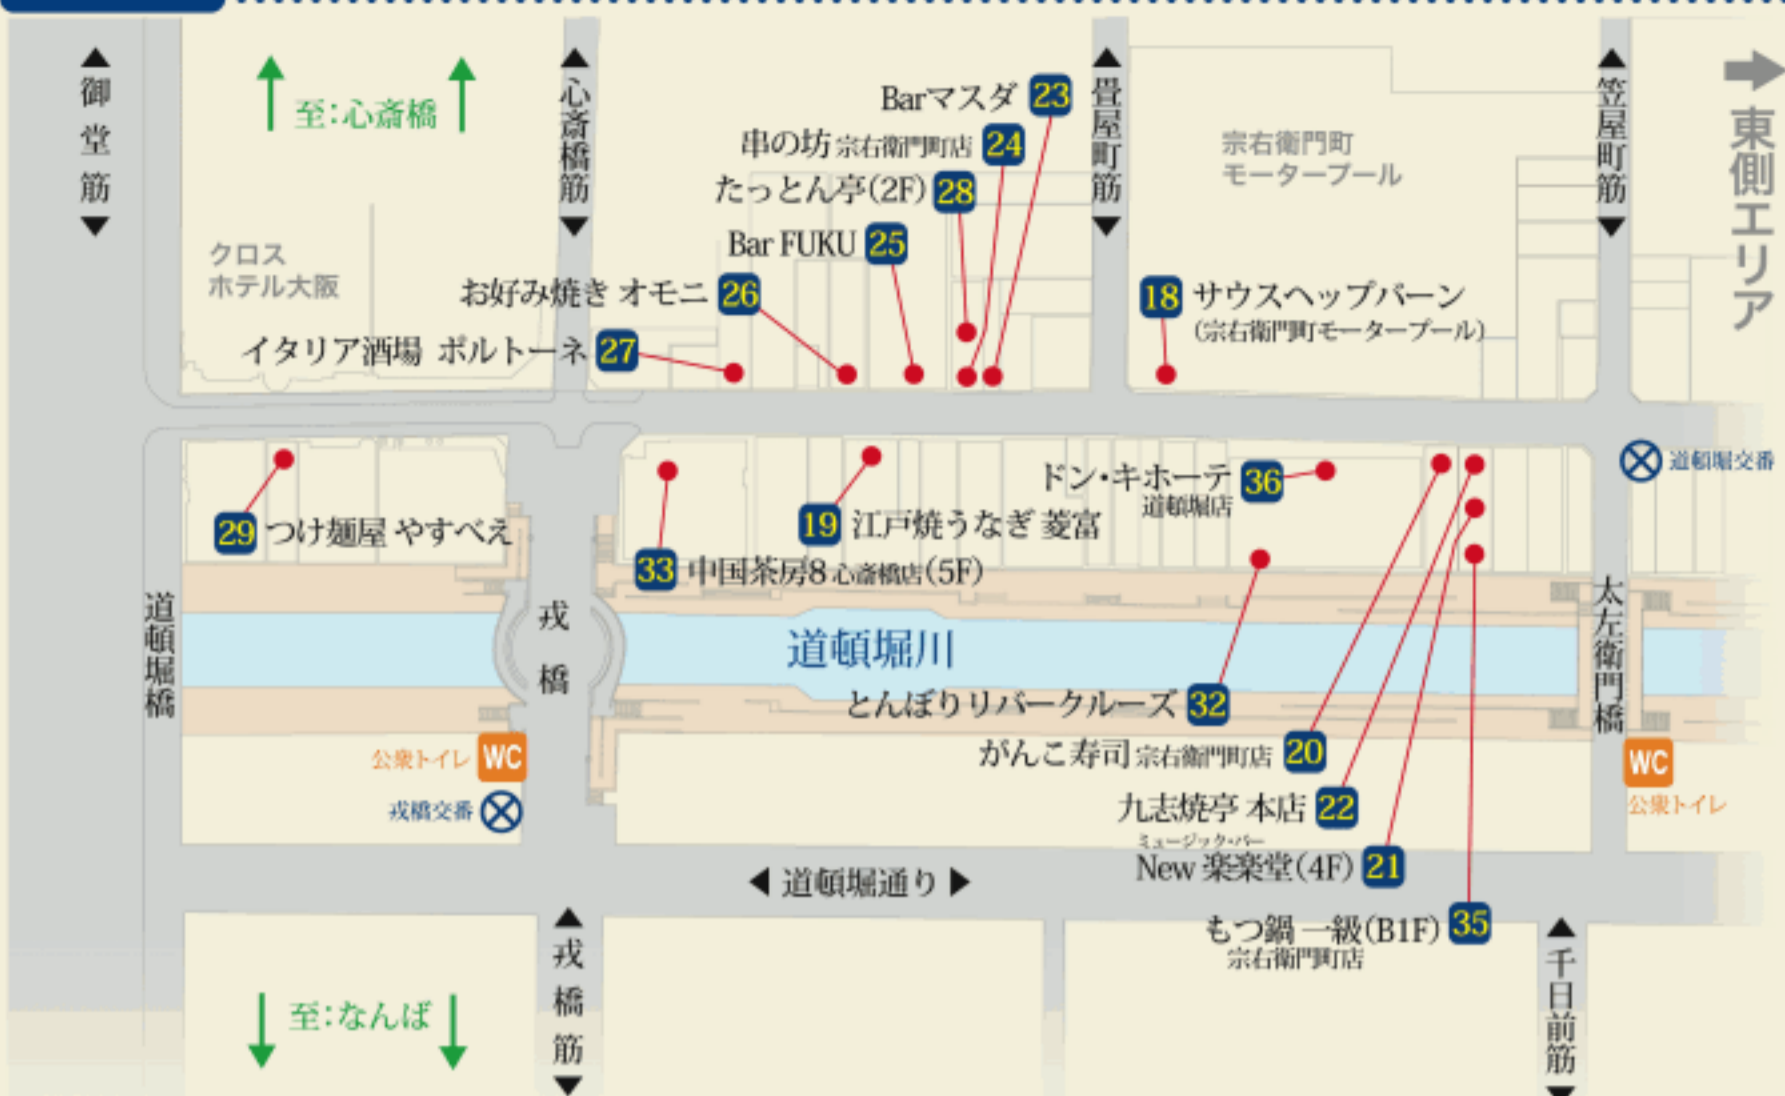 御堂筋
至:心斎橋
心斎橋筋
Barマスダ 23
串の坊 宗右衛門町店 24
たっとん亭(2F) 28
Bar FUKU 25
お好み焼き オモニ 26
イタリア酒場 ポルトーネ 27
クロス
ホテル大阪
畳屋町筋
宗右衛門町
モータープール
18 サウスヘップバーン
(宗右衛門町モータープール)
笠屋町筋
東側エリア
29 つけ麺屋 やすべえ
33 中国茶房8 心斎橋店(5F)
19 江戸焼うなぎ 菱富
ドン・キホーテ 36
道頓堀店
道頓堀交番
道頓堀橋
戎橋
道頓堀川
太左衛門橋
とんぼりリバークルーズ 32
がんこ寿司 宗右衛門町店 20
九志焼亭 本店 22
ミュージック・バー
New 楽楽堂(4F) 21
もつ鍋 一級(B1F) 35
宗右衛門町店
公衆トイレ WC
戎橋交番
WC
公衆トイレ
道頓堀通り
戎橋筋
至:なんば
千日前筋